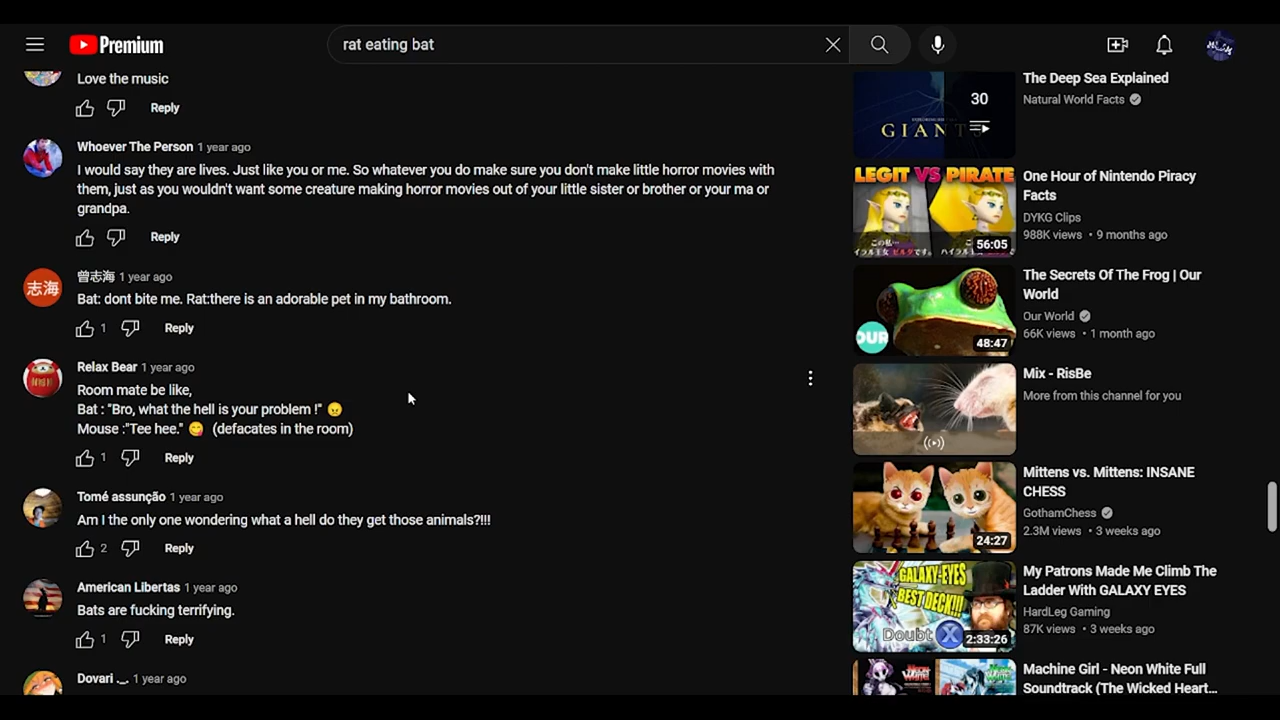 Premium
rat eating bat
Love the music
Reply
Whoever The Person 1 year ago
I would say they are lives. Just like you or me. So whatever you do make sure you don't make little horror movies with
them, just as you wouldn't want some creature making horror movies out of your little sister or brother or your ma or
grandpa.
Reply
志海
曾志海 1 year ago
Bat: dont bite me. Rat:there is an adorable pet in my bathroom.
1 Reply
Relax Bear 1 year ago
Room mate be like,
Bat : "Bro, what the hell is your problem !" 😠
Mouse :"Tee hee." 😋 (defacates in the room)
1 Reply
Tomé assunção 1 year ago
Am I the only one wondering what a hell do they get those animals?!!!
2 Reply
American Libertas 1 year ago
Bats are fucking terrifying.
1 Reply
Dovari ._. 1 year ago
30
GIANTS
The Deep Sea Explained
Natural World Facts
LEGIT VS PIRATE
56:05
One Hour of Nintendo Piracy
Facts
DYKG Clips
988K views • 9 months ago
OUR
48:47
The Secrets Of The Frog | Our
World
Our World
66K views • 1 month ago
Mix - RisBe
More from this channel for you
24:27
Mittens vs. Mittens: INSANE
CHESS
GothamChess
2.3M views • 3 weeks ago
GALAXY-EYES
BEST DECK!!!
Doubt X
2:33:26
My Patrons Made Me Climb The
Ladder With GALAXY EYES
HardLeg Gaming
87K views • 3 weeks ago
Machine Girl - Neon White Full
Soundtrack (The Wicked Heart...